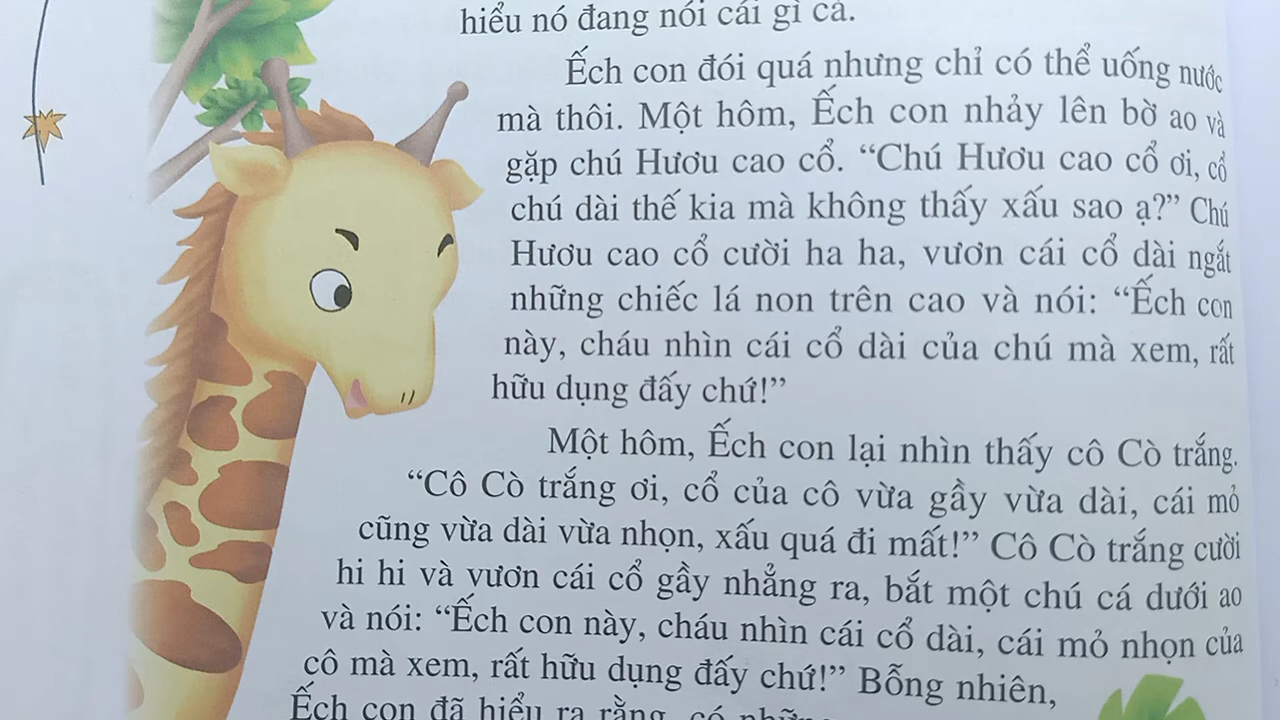 hiểu nó đang nói cái gì cả.
Ếch con đói quá nhưng chỉ có thể uống nước
mà thôi. Một hôm, Ếch con nhảy lên bờ ao và
gặp chú Hươu cao cổ. “Chú Hươu cao cổ ơi, cổ
chú dài thế kia mà không thấy xấu sao ạ?” Chú
Hươu cao cổ cười ha ha, vươn cái cổ dài ngắt
những chiếc lá non trên cao và nói: “Ếch con
này, cháu nhìn cái cổ dài của chú mà xem, rất
hữu dụng đấy chứ!”
Một hôm, Ếch con lại nhìn thấy cô Cò trắng.
“Cô Cò trắng ơi, cổ của cô vừa gầy vừa dài, cái mỏ
cũng vừa dài vừa nhọn, xấu quá đi mất!” Cô Cò trắng cười
hi hi và vươn cái cổ gầy nhẳng ra, bắt một chú cá dưới ao
và nói: “Ếch con này, cháu nhìn cái cổ dài, cái mỏ nhọn của
cô mà xem, rất hữu dụng đấy chứ!” Bỗng nhiên,
Ếch con đã hiểu ra rằng, có những